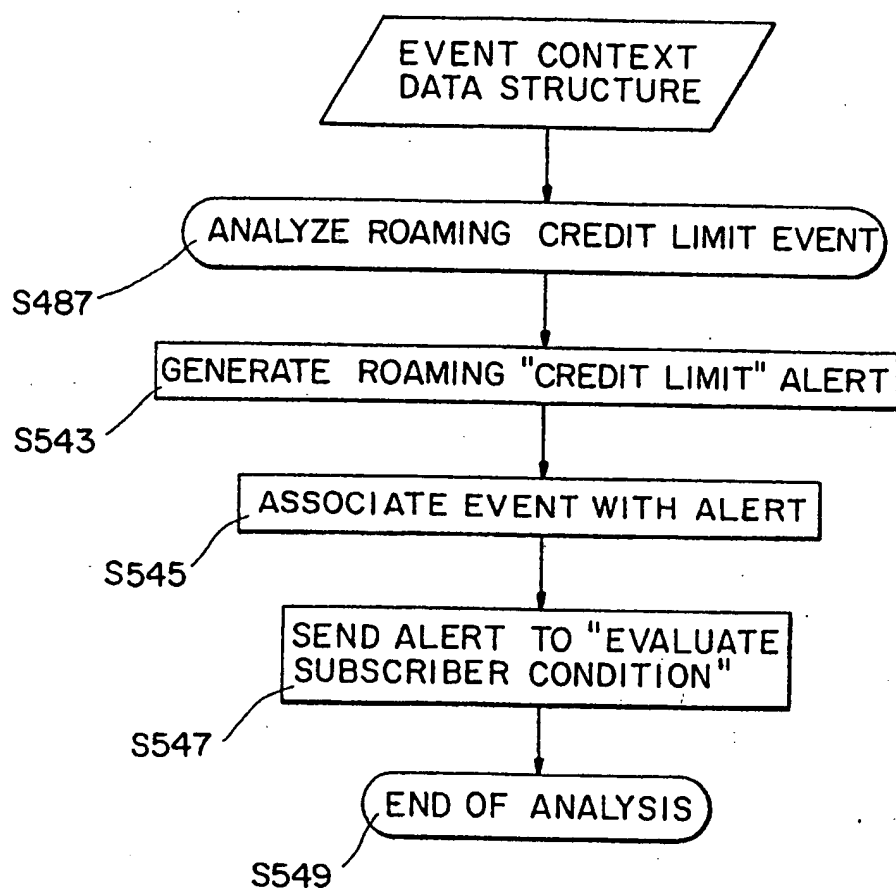 EVENT CONTEXT
DATA STRUCTURE
ANALYZE ROAMING CREDIT LIMIT EVENT
S487
GENERATE ROAMING "CREDIT LIMIT" ALERT
S543
ASSOCIATE EVENT WITH ALERT
S545
SEND ALERT TO "EVALUATE
SUBSCRIBER CONDITION"
S547
END OF ANALYSIS
S549